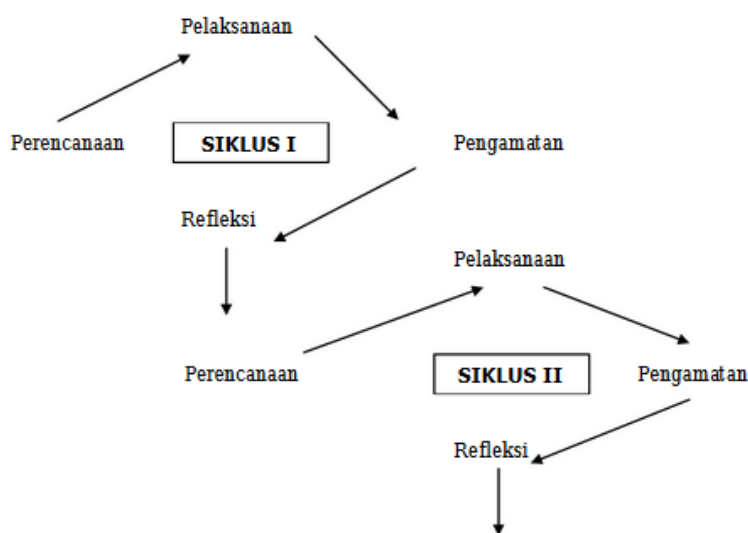 Pelaksanaan
Perencanaan
SIKLUS I
Pengamatan
Refleksi
Pelaksanaan
Perencanaan
SIKLUS II
Pengamatan
Refleksi